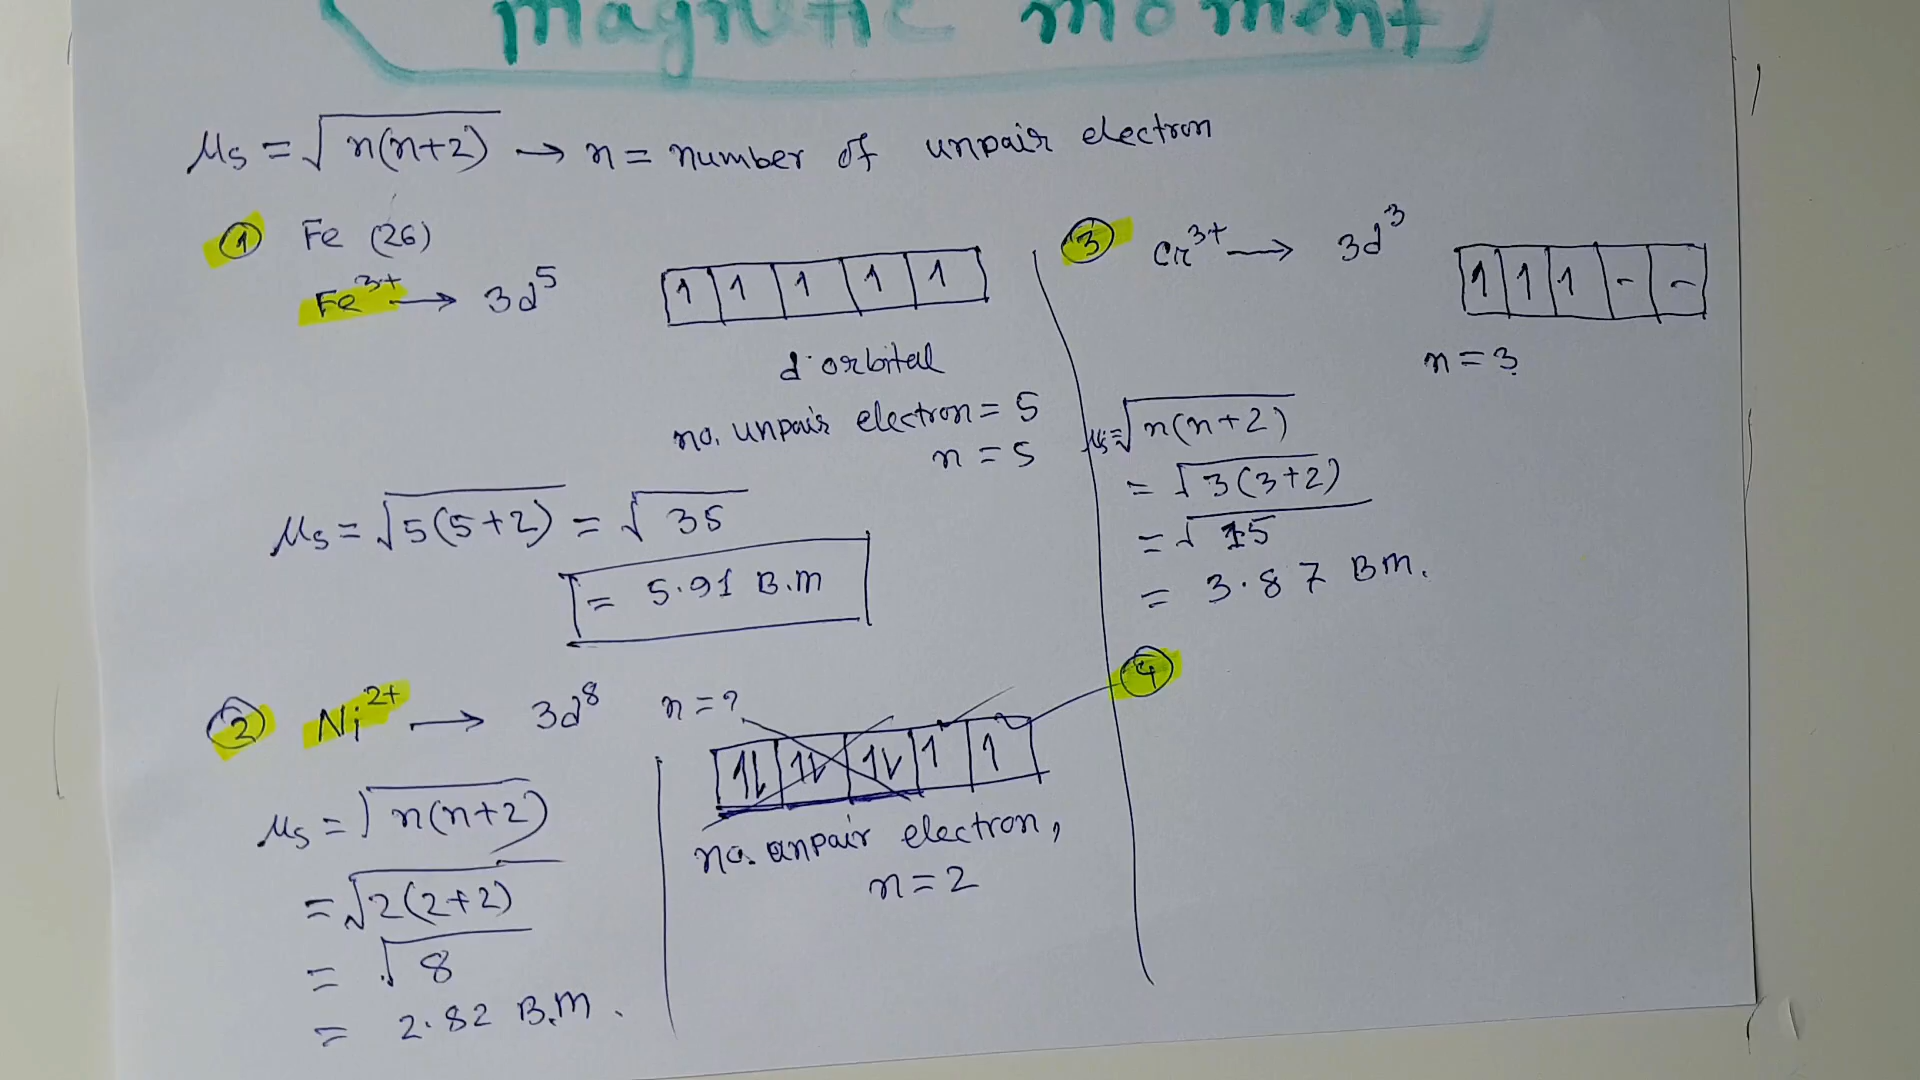 magnetic moment
μs = √n(n+2) → n = number of unpair electron
① Fe (26)
Fe³⁺ → 3d⁵
1 1 1 1 1
d-orbital
no. unpair electron = 5
n = 5
μs = √5(5+2) = √35
= 5.91 B.M
② Ni²⁺ → 3d⁸ n = ?
1l 1l 1l 1 1
no. unpair electron,
n = 2
μs = √n(n+2)
= √2(2+2)
= √8
= 2.82 B.M.
③ Cr³⁺ → 3d³
1 1 1 - -
n = 3
μs = √n(n+2)
= √3(3+2)
= √15
= 3.87 BM.
④